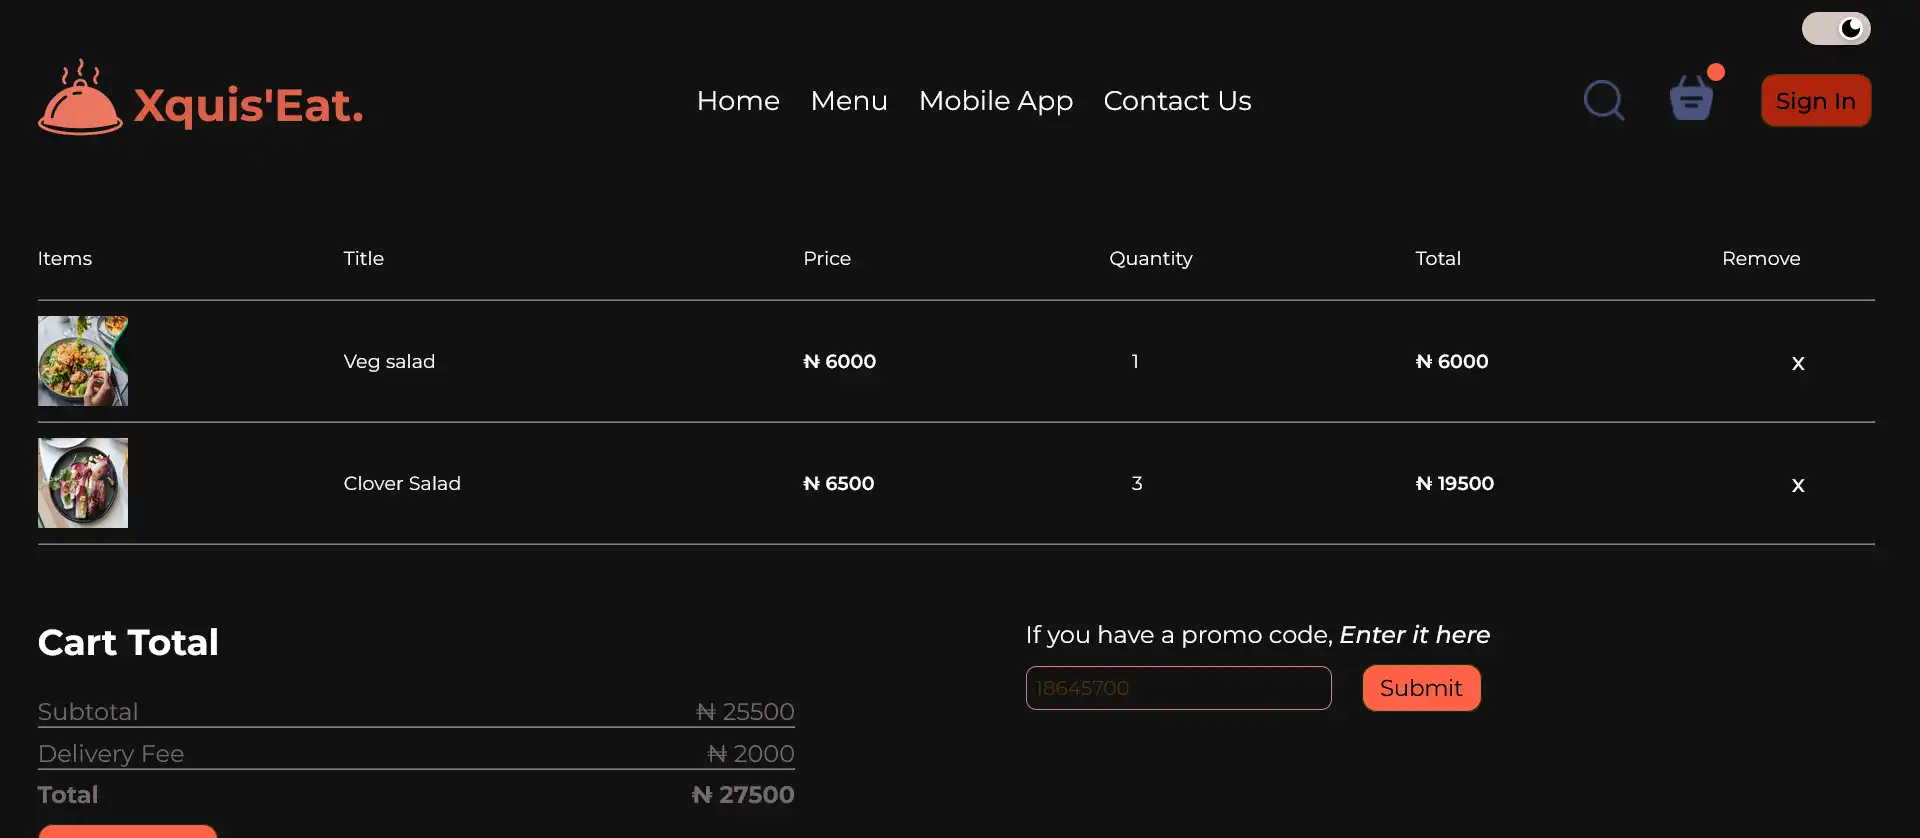 Xquis'Eat.
Home Menu Mobile App Contact Us
Sign In
Items Title Price Quantity Total Remove
Veg salad ₦ 6000 1 ₦ 6000 x
Clover Salad ₦ 6500 3 ₦ 19500 x
Cart Total
If you have a promo code, Enter it here
18645700 Submit
Subtotal ₦ 25500
Delivery Fee ₦ 2000
Total ₦ 27500